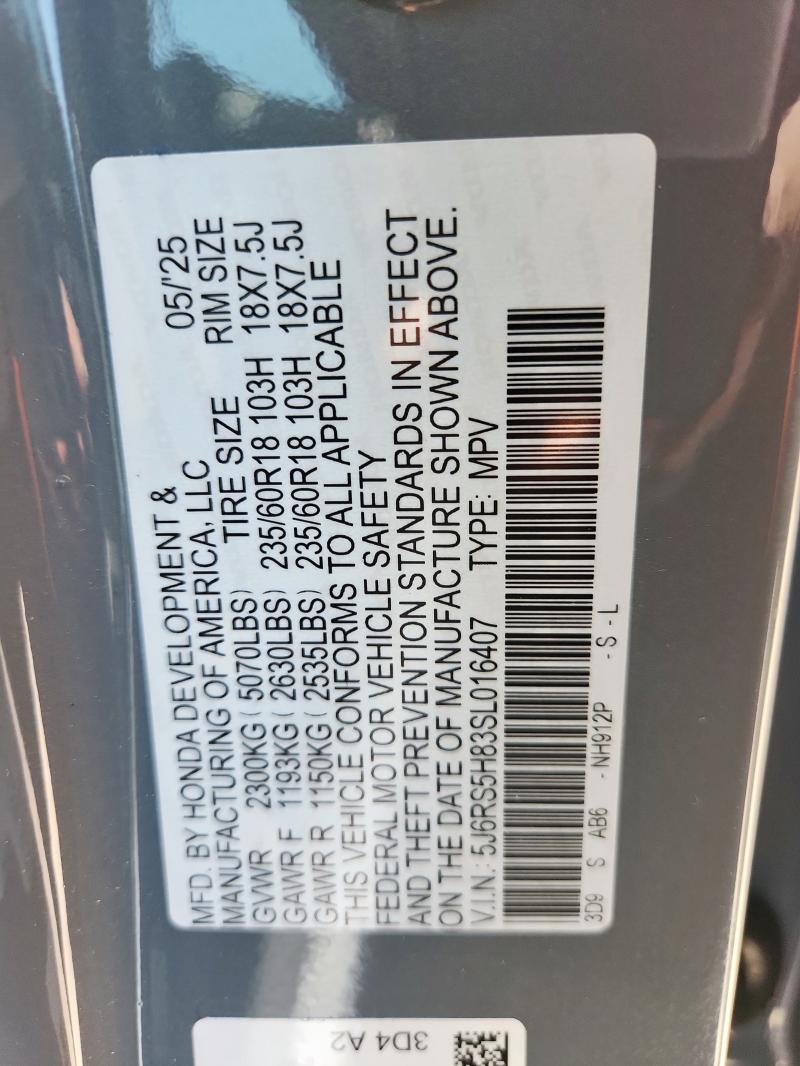 MFD. BY HONDA DEVELOPMENT & 05/'25
MANUFACTURING OF AMERICA, LLC
TIRE SIZE RIM SIZE
GVWR 2300KG ( 5070LBS)
GAWR F 1193KG ( 2630LBS) 235/60R18 103H 18X7.5J
GAWR R 1150KG ( 2535LBS) 235/60R18 103H 18X7.5J
THIS VEHICLE CONFORMS TO ALL APPLICABLE
FEDERAL MOTOR VEHICLE SAFETY
AND THEFT PREVENTION STANDARDS IN EFFECT
ON THE DATE OF MANUFACTURE SHOWN ABOVE.
V.I.N.: 5J6RS5H83SL016407 TYPE: MPV
3D9 S AB6 -NH912P -S-L
3D4 A2